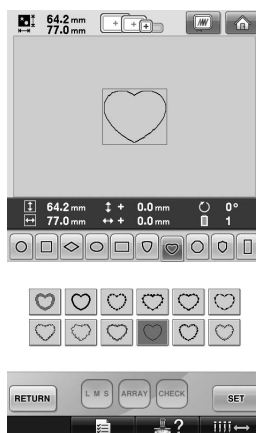 64.2 mm
77.0 mm
64.2 mm + 0.0 mm 0°
77.0 mm + 0.0 mm 1
RETURN L M S ARRAY CHECK SET
?